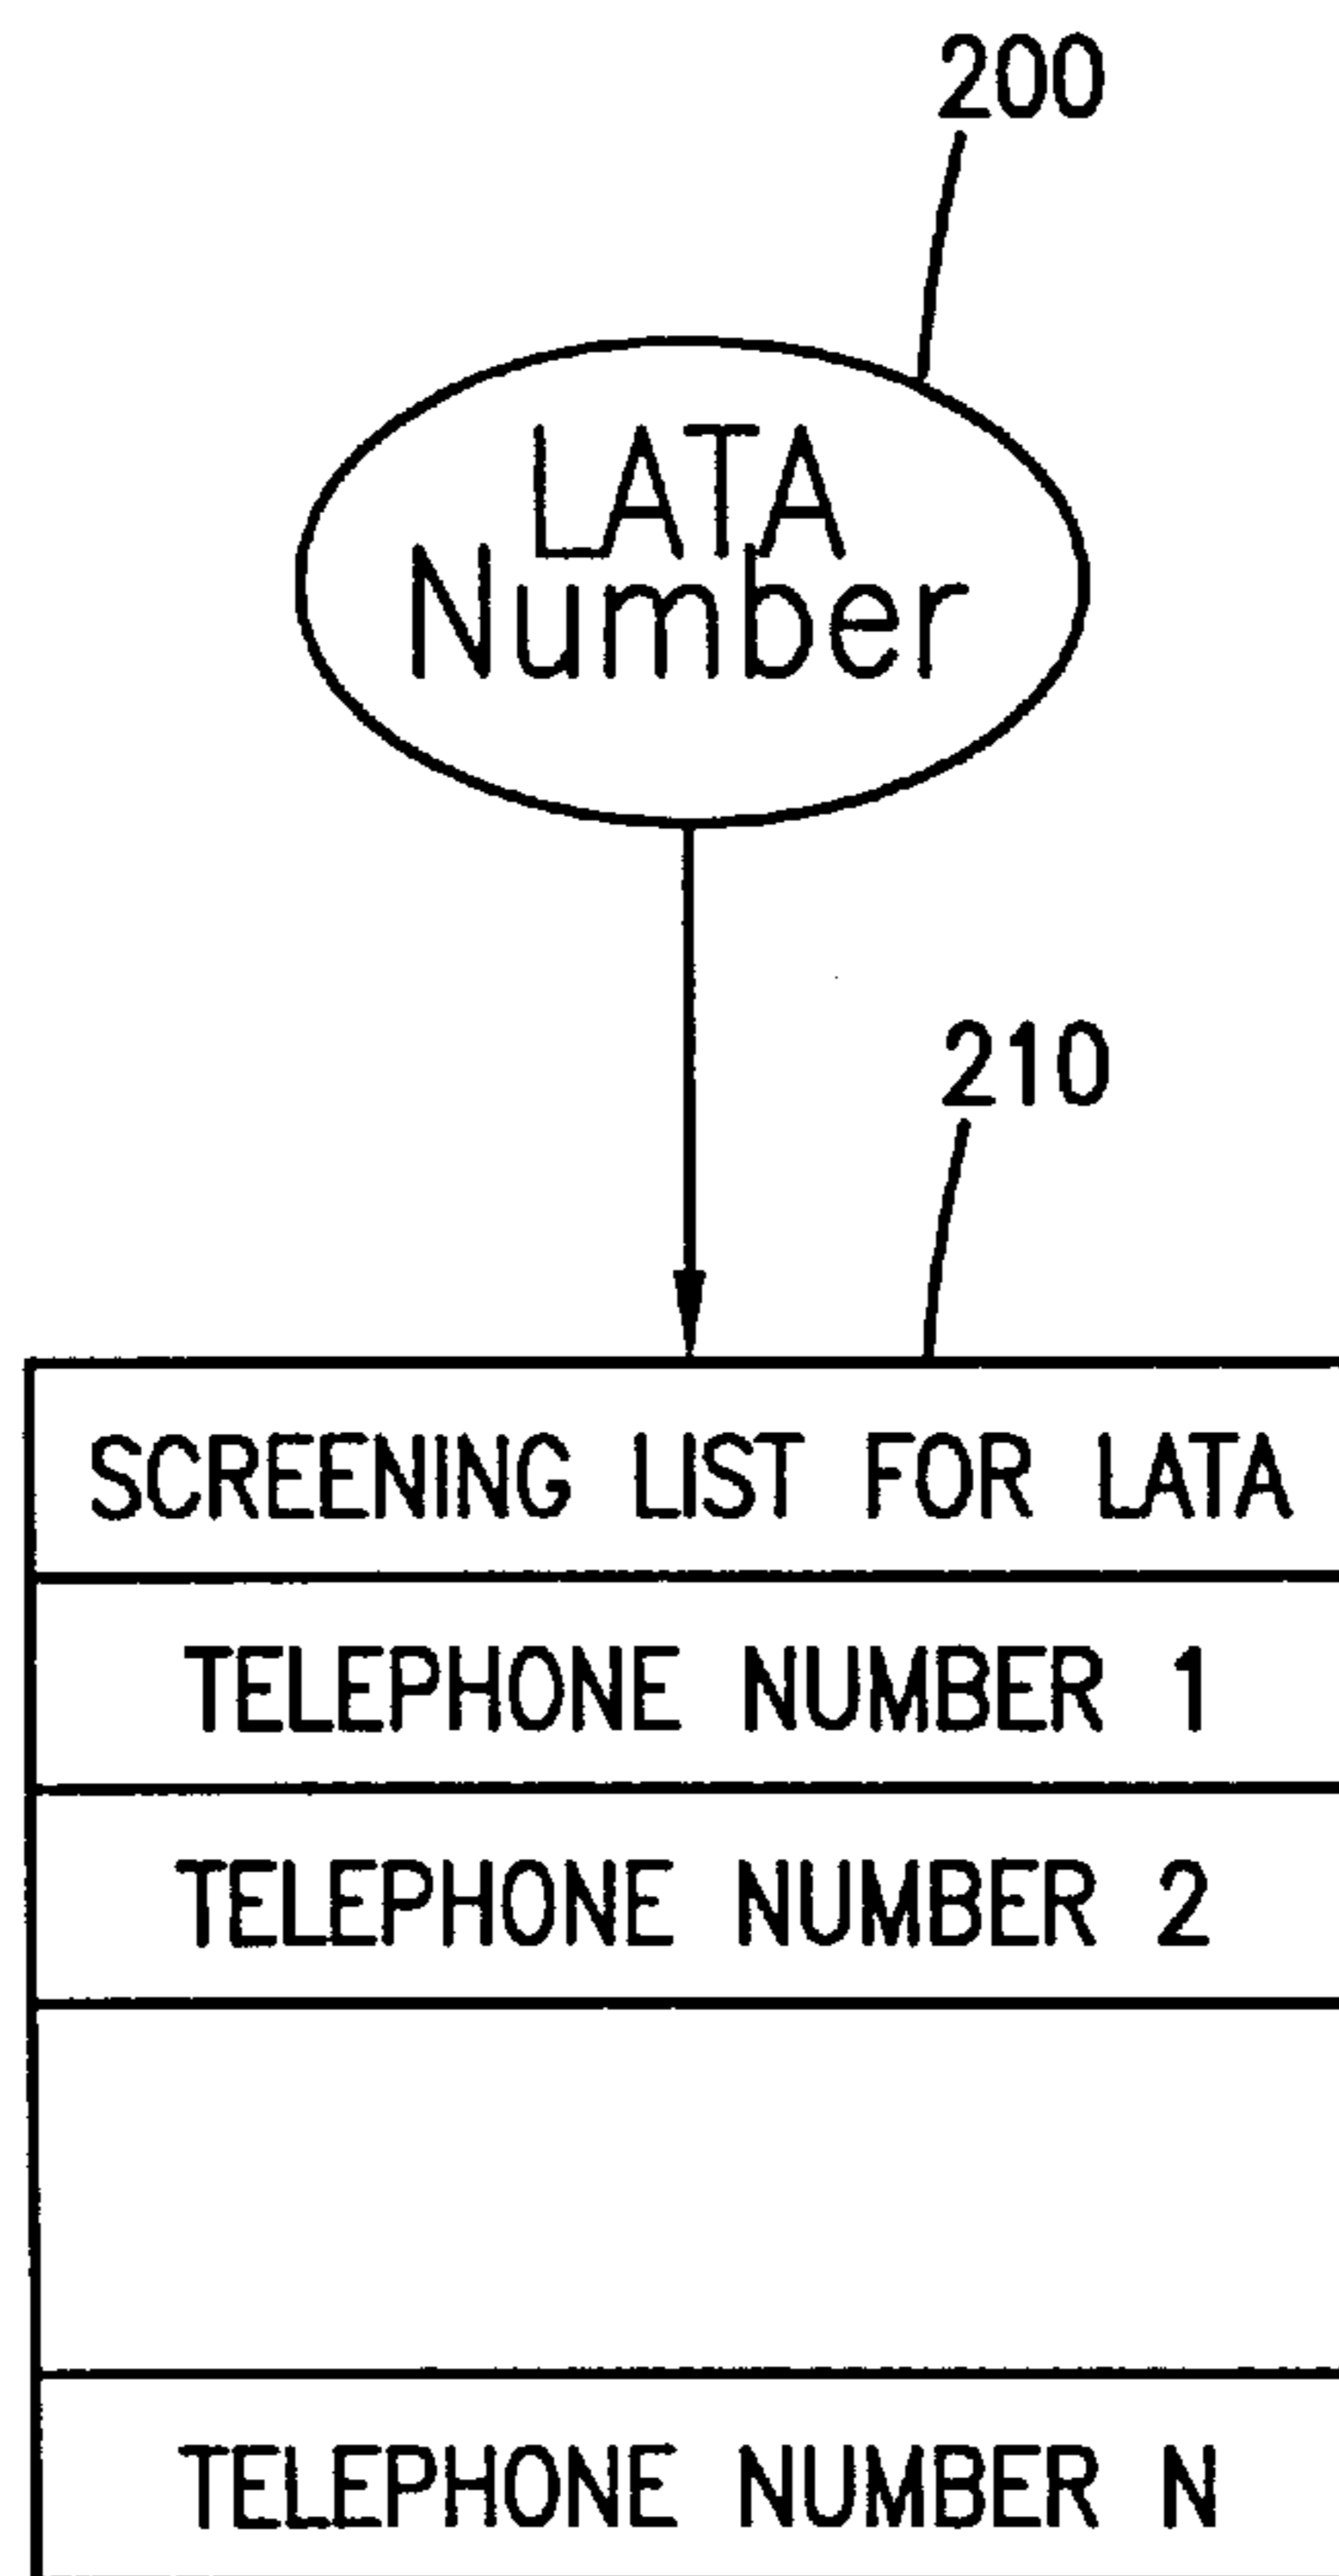 200
LATA
Number
210
SCREENING LIST FOR LATA
TELEPHONE NUMBER 1
TELEPHONE NUMBER 2
TELEPHONE NUMBER N